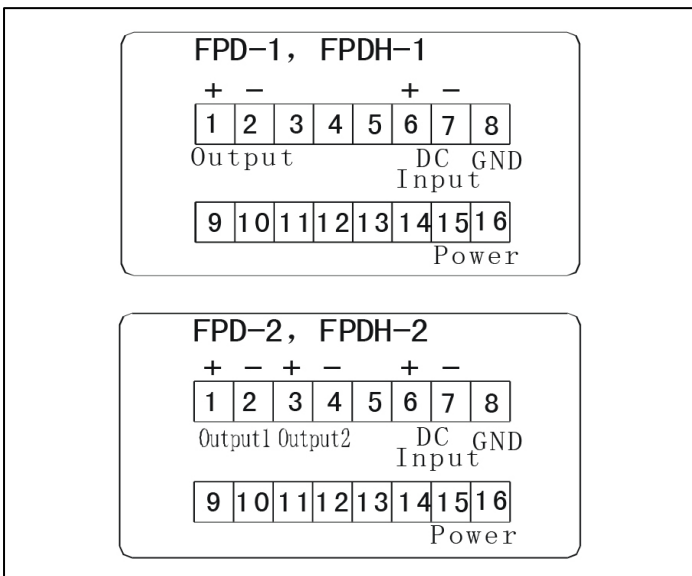 FPD-1, FPDH-1
+ - + -
1 2 3 4 5 6 7 8
Output DC GND
Input
9 10 11 12 13 14 15 16
Power
FPD-2, FPDH-2
+ - + - + -
1 2 3 4 5 6 7 8
Output1 Output2 DC GND
Input
9 10 11 12 13 14 15 16
Power